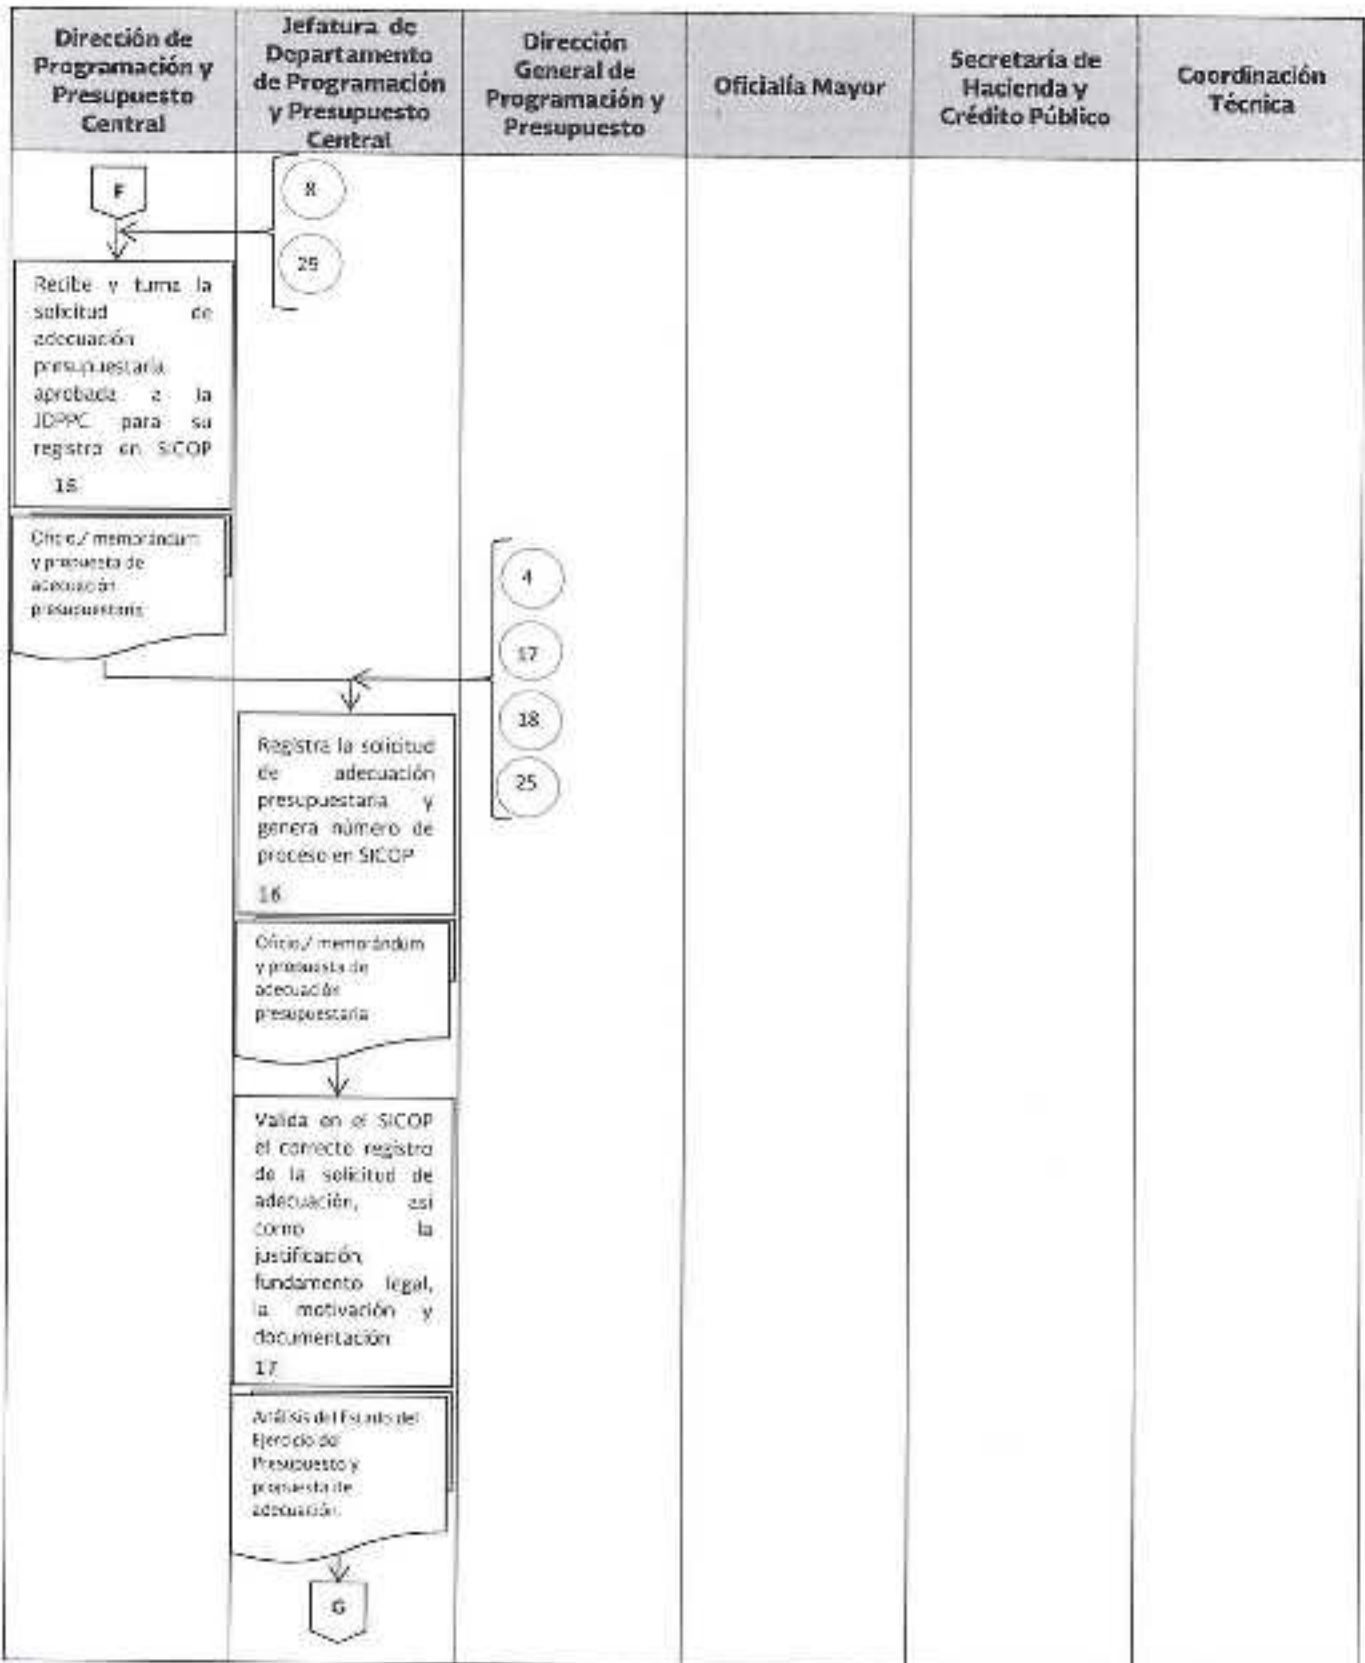 Dirección de
Programación y
Presupuesto
Central
Jefatura de
Departamento
de Programación
y Presupuesto
Central
Dirección
General de
Programación y
Presupuesto
Oficialía Mayor
Secretaría de
Hacienda y
Crédito Público
Coordinación
Técnica
F
8
29
Recibe y turna la
solicitud de
adecuación
presupuestaria
aprobada a la
JDPPC para su
registro en SICOP
15
Oficio / memorándum
y propuesta de
adecuación
presupuestaria
4
17
18
25
Registra la solicitud
de adecuación
presupuestaria y
genera número de
proceso en SICOP
16
Oficio / memorándum
y propuesta de
adecuación
presupuestaria
Valida en el SICOP
el correcto registro
de la solicitud de
adecuación, así
como la
justificación,
fundamento legal,
la motivación y
documentación
17
Análisis del Estado del
Ejercicio del
Presupuesto y
propuesta de
adecuación.
G